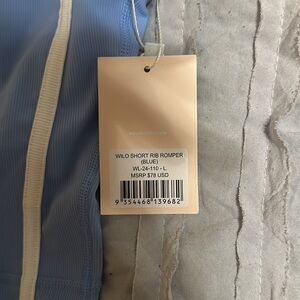 WILO SHORT RIB ROMPER
(BLUE)
WL-24-110 - L
MSRP $78 USD
9 354468 139682